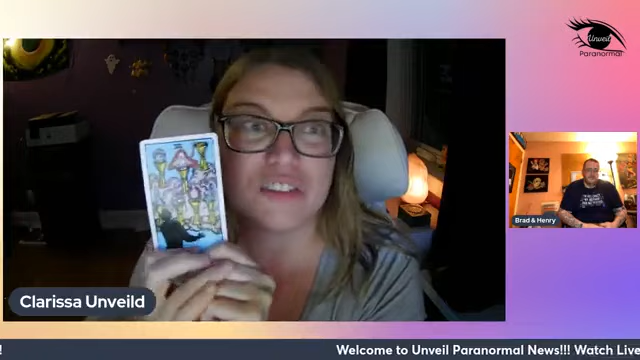 Unveil
Paranormal
Brad & Henry
Clarissa Unveild
! Welcome to Unveil Paranormal News!!! Watch Live